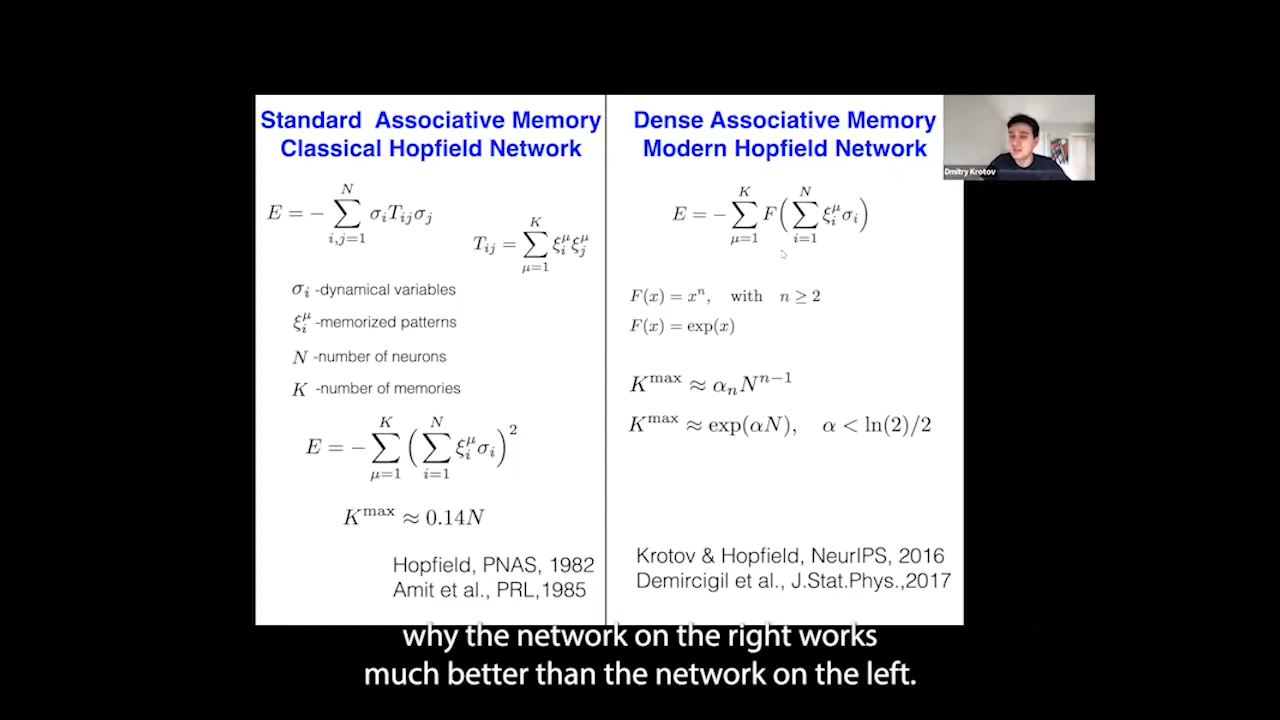 Standard Associative Memory
Classical Hopfield Network
E = − ∑_{i,j=1}^{N} σ_i T_{ij} σ_j
T_{ij} = ∑_{μ=1}^{K} ξ_i^μ ξ_j^μ
σ_i -dynamical variables
ξ_i^μ -memorized patterns
N -number of neurons
K -number of memories
E = − ∑_{μ=1}^{K} ( ∑_{i=1}^{N} ξ_i^μ σ_i )^2
K^max ≈ 0.14N
Hopfield, PNAS, 1982
Amit et al., PRL,1985
Dense Associative Memory
Modern Hopfield Network
E = − ∑_{μ=1}^{K} F( ∑_{i=1}^{N} ξ_i^μ σ_i )
F(x) = x^n, with n ≥ 2
F(x) = exp(x)
K^max ≈ α_n N^{n−1}
K^max ≈ exp(αN), α < ln(2)/2
Krotov & Hopfield, NeurIPS, 2016
Demircigil et al., J.Stat.Phys.,2017
Dmitry Krotov
why the network on the right works
much better than the network on the left.